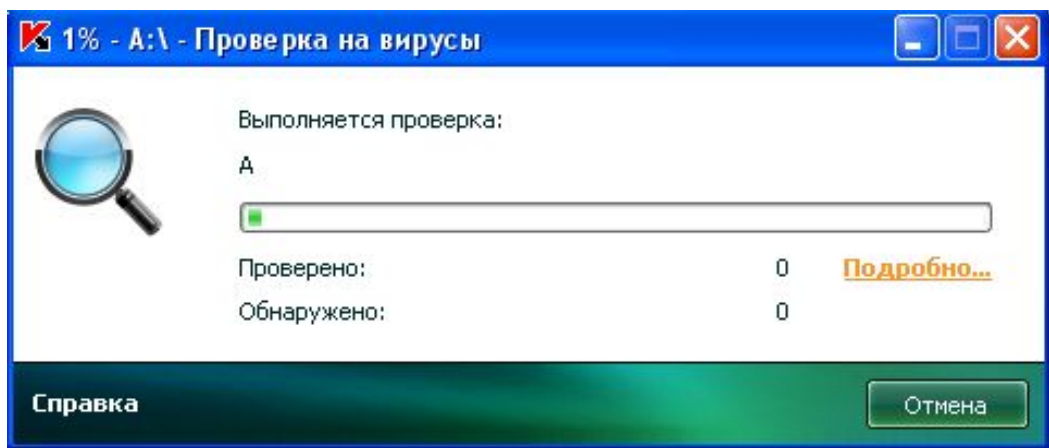 1% - A:\ - Проверка на вирусы
Выполняется проверка:
A
Проверено: 0 Подробно...
Обнаружено: 0
Справка Отмена